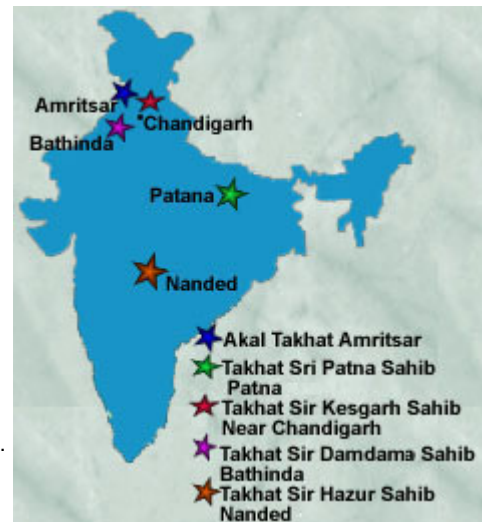 Amritsar
Chandigarh
Bathinda
Patana
Nanded
Akal Takhat Amritsar
Takhat Sri Patna Sahib
Patna
Takhat Sir Kesgarh Sahib
Near Chandigarh
Takhat Sir Damdama Sahib
Bathinda
Takhat Sir Hazur Sahib
Nanded
.